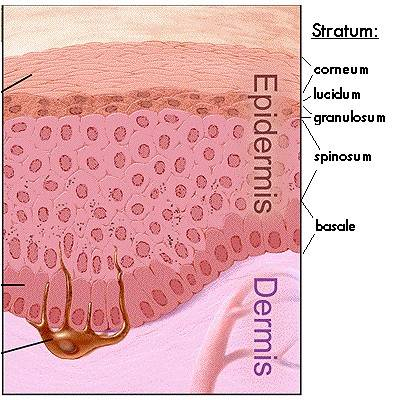 Stratum:
corneum
lucidum
granulosum
spinosum
basale
Epidermis
Dermis